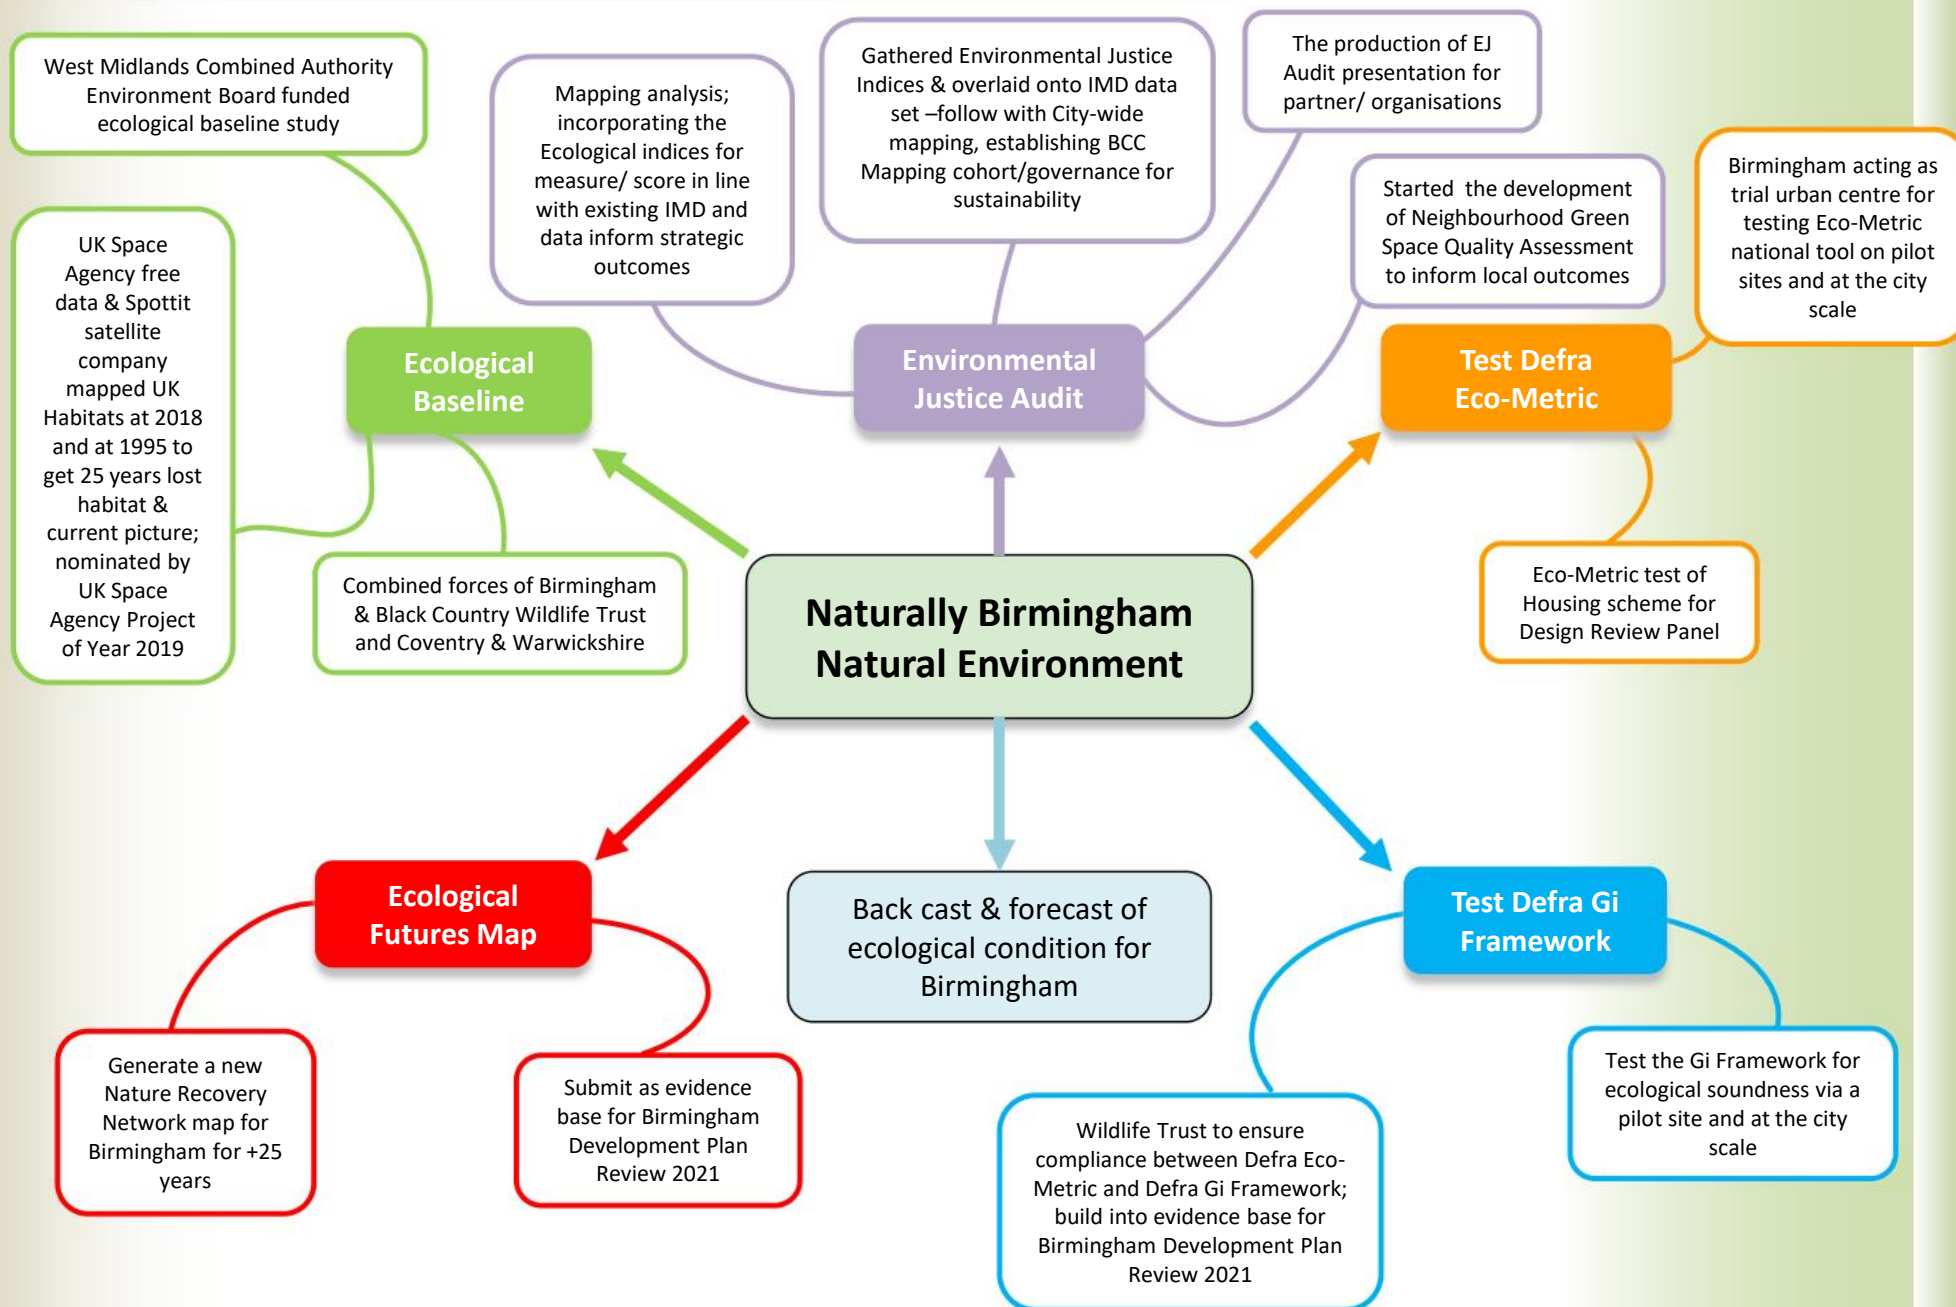 West Midlands Combined Authority
Environment Board funded
ecological baseline study
UK Space
Agency free
data & Spottit
satellite
company
mapped UK
Habitats at 2018
and at 1995 to
get 25 years lost
habitat &
current picture;
nominated by
UK Space
Agency Project
of Year 2019
Mapping analysis;
incorporating the
Ecological indices for
measure/ score in line
with existing IMD and
data inform strategic
outcomes
Gathered Environmental Justice
Indices & overlaid onto IMD data
set –follow with City-wide
mapping, establishing BCC
Mapping cohort/governance for
sustainability
The production of EJ
Audit presentation for
partner/ organisations
Started  the development
of Neighbourhood Green
Space Quality Assessment
to inform local outcomes
Birmingham acting as
trial urban centre for
testing Eco-Metric
national tool on pilot
sites and at the city
scale
Ecological
Baseline
Environmental
Justice Audit
Test Defra
Eco-Metric
Combined forces of Birmingham
& Black Country Wildlife Trust
and Coventry & Warwickshire
Naturally Birmingham
Natural Environment
Eco-Metric test of
Housing scheme for
Design Review Panel
Ecological
Futures Map
Back cast & forecast of
ecological condition for
Birmingham
Test Defra Gi
Framework
Generate a new
Nature Recovery
Network map for
Birmingham for +25
years
Submit as evidence
base for Birmingham
Development Plan
Review 2021
Wildlife Trust to ensure
compliance between Defra Eco-
Metric and Defra Gi Framework;
build into evidence base for
Birmingham Development Plan
Review 2021
Test the Gi Framework for
ecological soundness via a
pilot site and at the city
scale